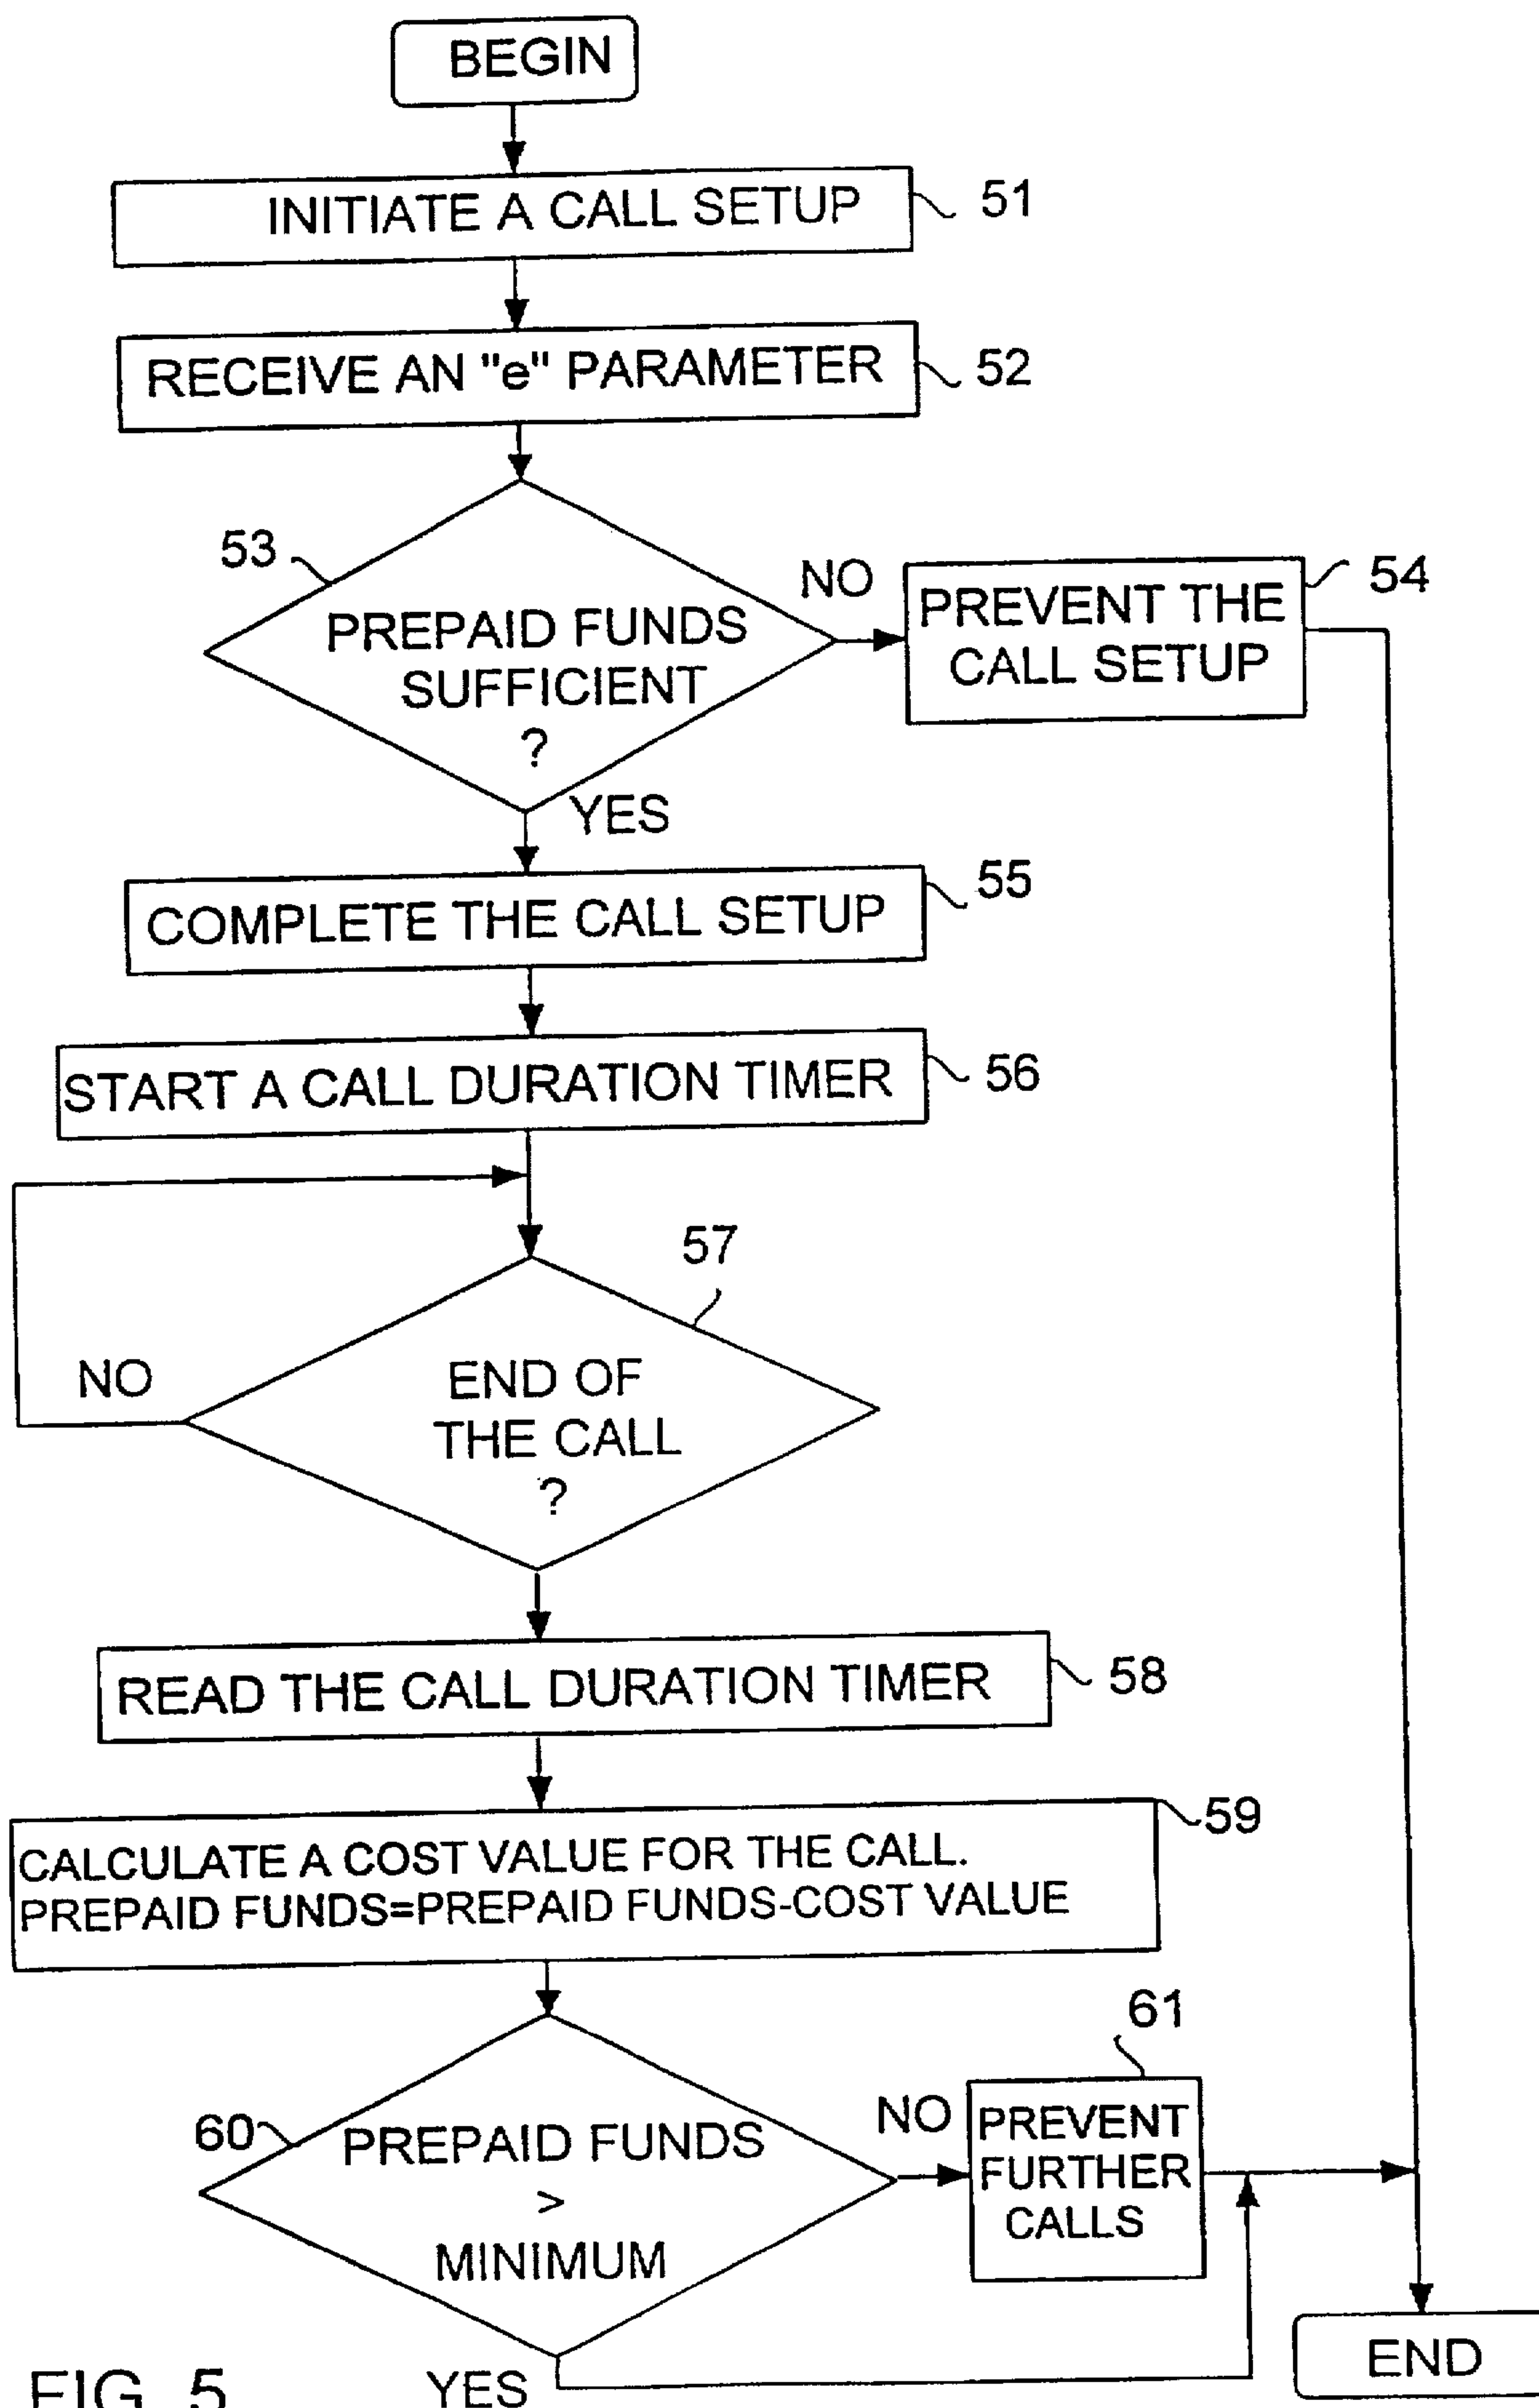 BEGIN
INITIATE A CALL SETUP
51
RECEIVE AN "e" PARAMETER
52
53
PREPAID FUNDS
SUFFICIENT
?
NO
PREVENT THE
CALL SETUP
54
YES
COMPLETE THE CALL SETUP
55
START A CALL DURATION TIMER
56
57
END OF
THE CALL
?
NO
READ THE CALL DURATION TIMER
58
CALCULATE A COST VALUE FOR THE CALL.
PREPAID FUNDS=PREPAID FUNDS-COST VALUE
59
60
PREPAID FUNDS
>
MINIMUM
NO
61
PREVENT
FURTHER
CALLS
YES
END
FIG. 5